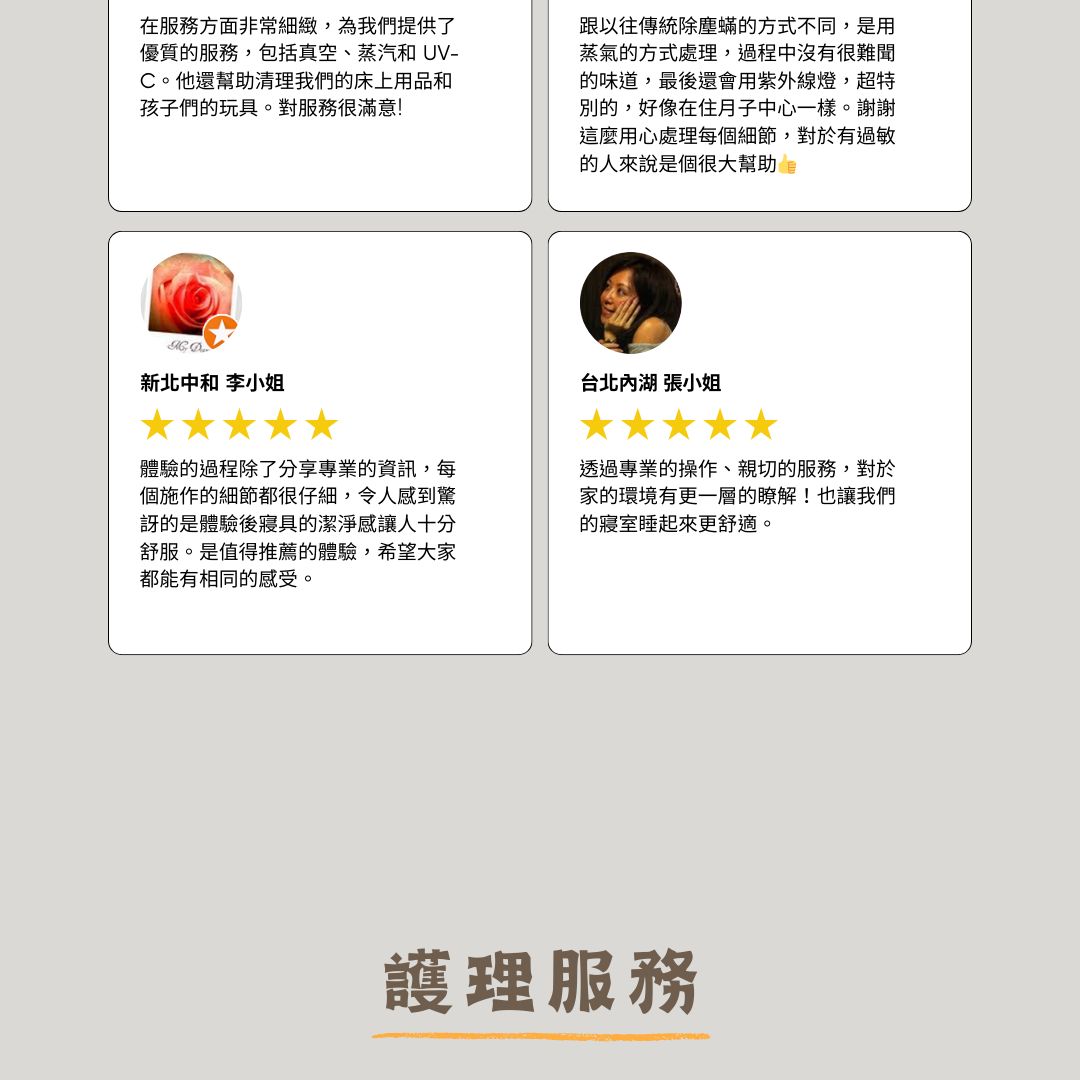 在服務方面非常細緻，為我們提供了
優質的服務，包括真空、蒸汽和 UV-
C。他還幫助清理我們的床上用品和
孩子們的玩具。對服務很滿意!
跟以往傳統除塵蟎的方式不同，是用
蒸氣的方式處理，過程中沒有很難聞
的味道，最後還會用紫外線燈，超特
別的，好像在住月子中心一樣。謝謝
這麼用心處理每個細節，對於有過敏
的人來說是個很大幫助👍
新北中和 李小姐
體驗的過程除了分享專業的資訊，每
個施作的細節都很仔細，令人感到驚
訝的是體驗後寢具的潔淨感讓人十分
舒服。是值得推薦的體驗，希望大家
都能有相同的感受。
台北內湖 張小姐
透過專業的操作、親切的服務，對於
家的環境有更一層的瞭解！也讓我們
的寢室睡起來更舒適。
護理服務